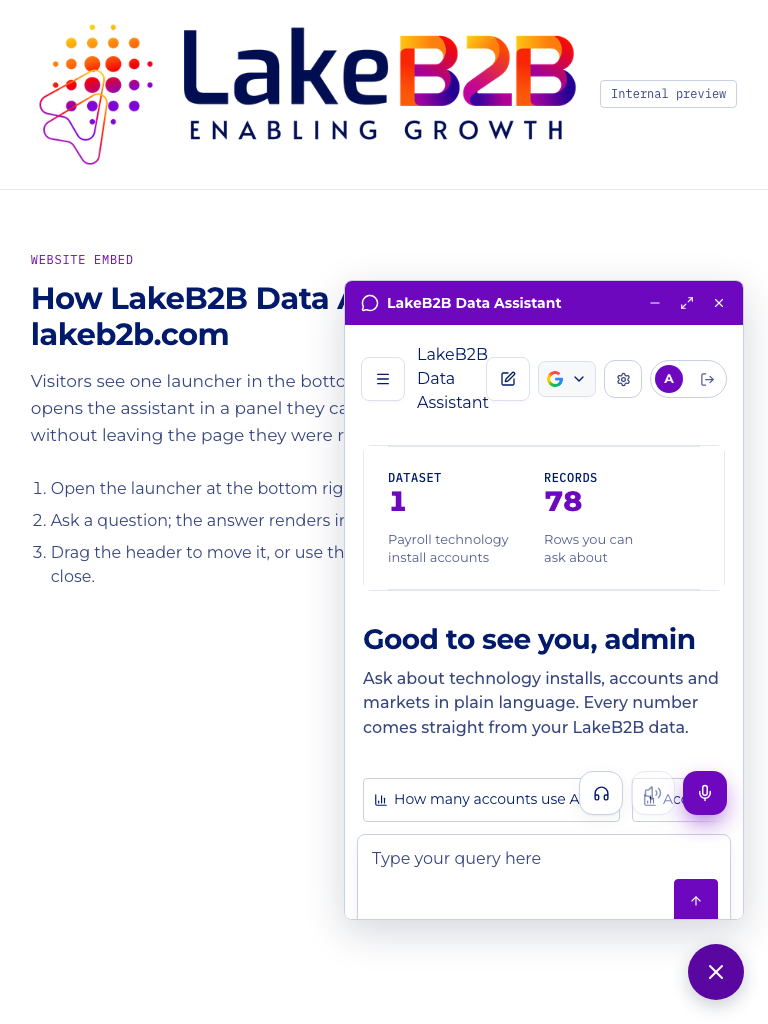 LakeB2B
ENABLING GROWTH
Internal preview
WEBSITE EMBED
How LakeB2B Data
lakeb2b.com
Visitors see one launcher in the
opens the assistant in a panel they
without leaving the page they were
1. Open the launcher at the bottom
2. Ask a question; the answer renders
3. Drag the header to move it, or use
close.
LakeB2B Data Assistant
LakeB2B
Data
Assistant
A
DATASET
1
Payroll technology
install accounts
RECORDS
78
Rows you can
ask about
Good to see you, admin
Ask about technology installs, accounts and
markets in plain language. Every number
comes straight from your LakeB2B data.
How many accounts use
Type your query here